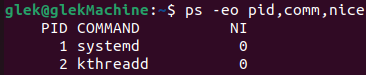 glek@glekMachine:~$ ps -eo pid,comm,nice
PID COMMAND NI
1 systemd 0
2 kthreadd 0